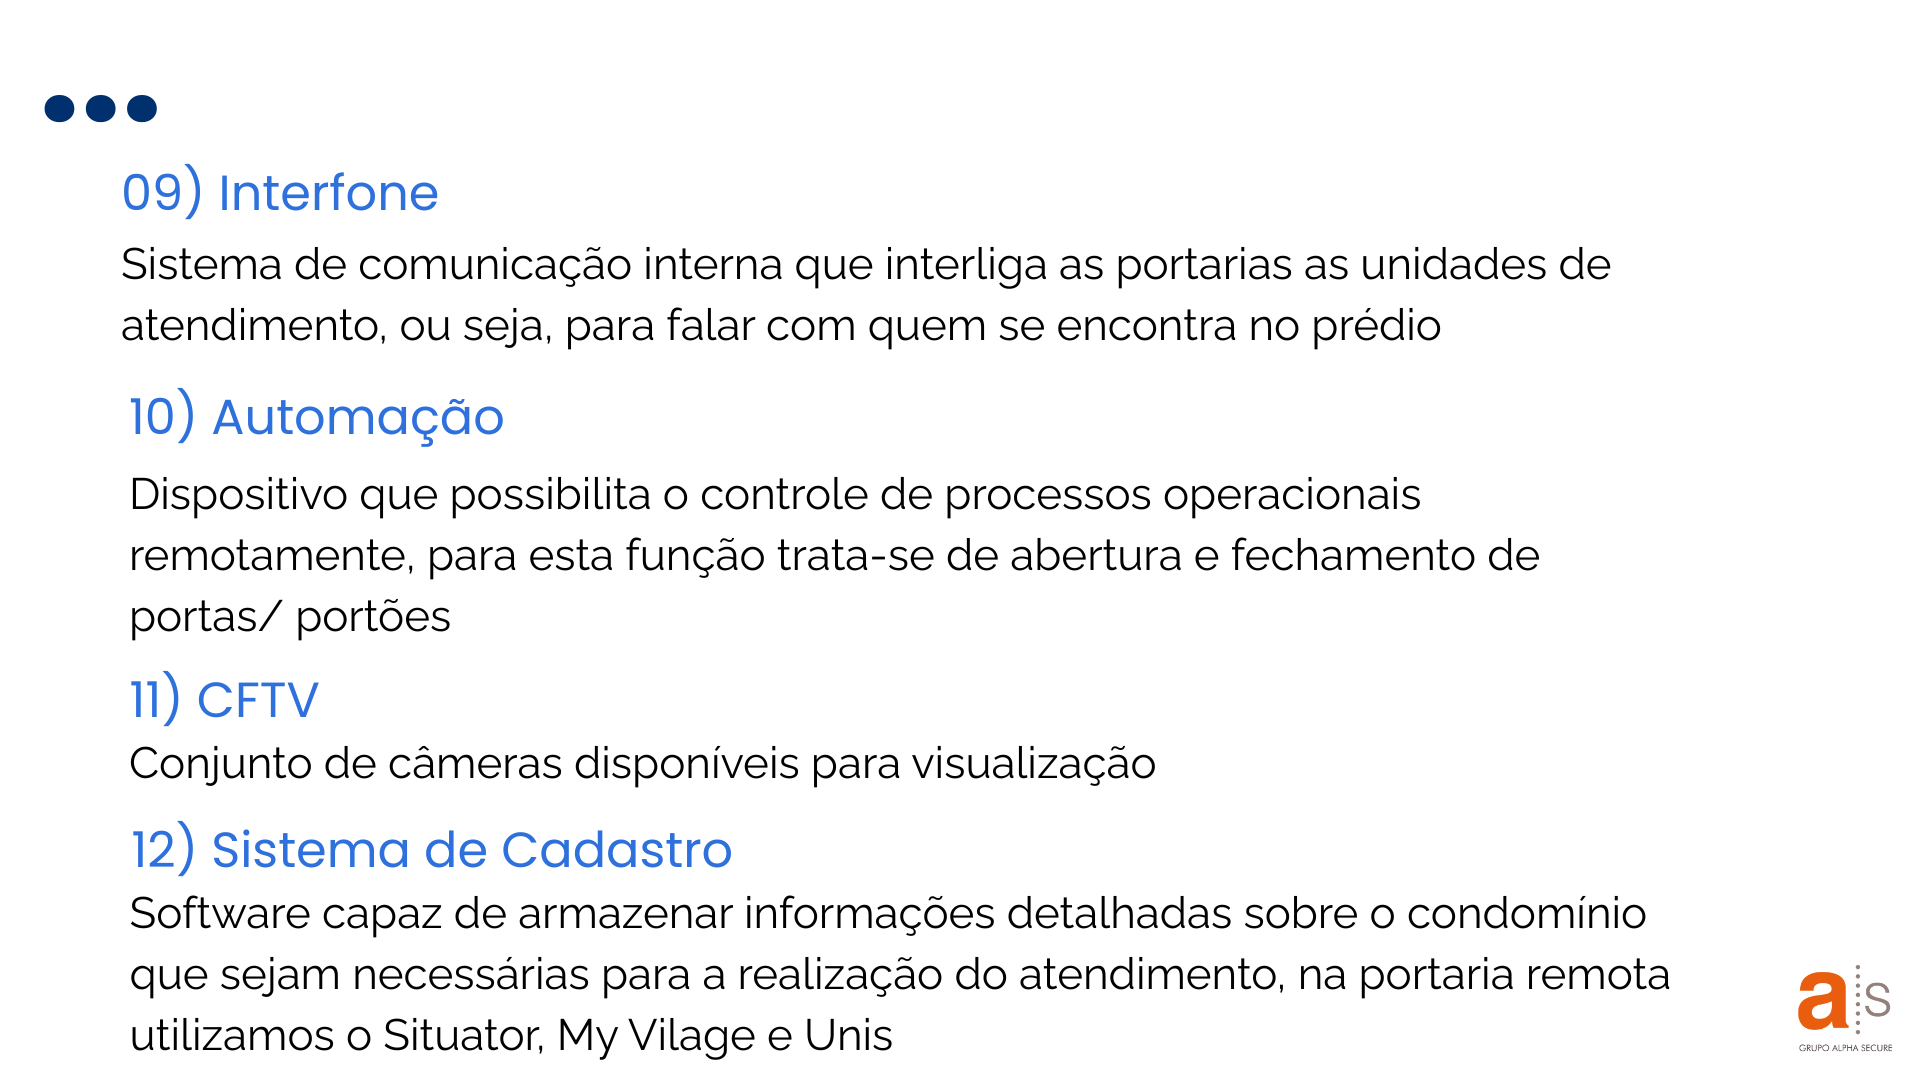 09) Interfone
Sistema de comunicação interna que interliga as portarias as unidades de
atendimento, ou seja, para falar com quem se encontra no prédio
10) Automação
Dispositivo que possibilita o controle de processos operacionais
remotamente, para esta função trata-se de abertura e fechamento de
portas/ portões
11) CFTV
Conjunto de câmeras disponíveis para visualização
12) Sistema de Cadastro
Software capaz de armazenar informações detalhadas sobre o condomínio
que sejam necessárias para a realização do atendimento, na portaria remota
utilizamos o Situator, My Vilage e Unis
a S
GRUPO ALPHA SECURE